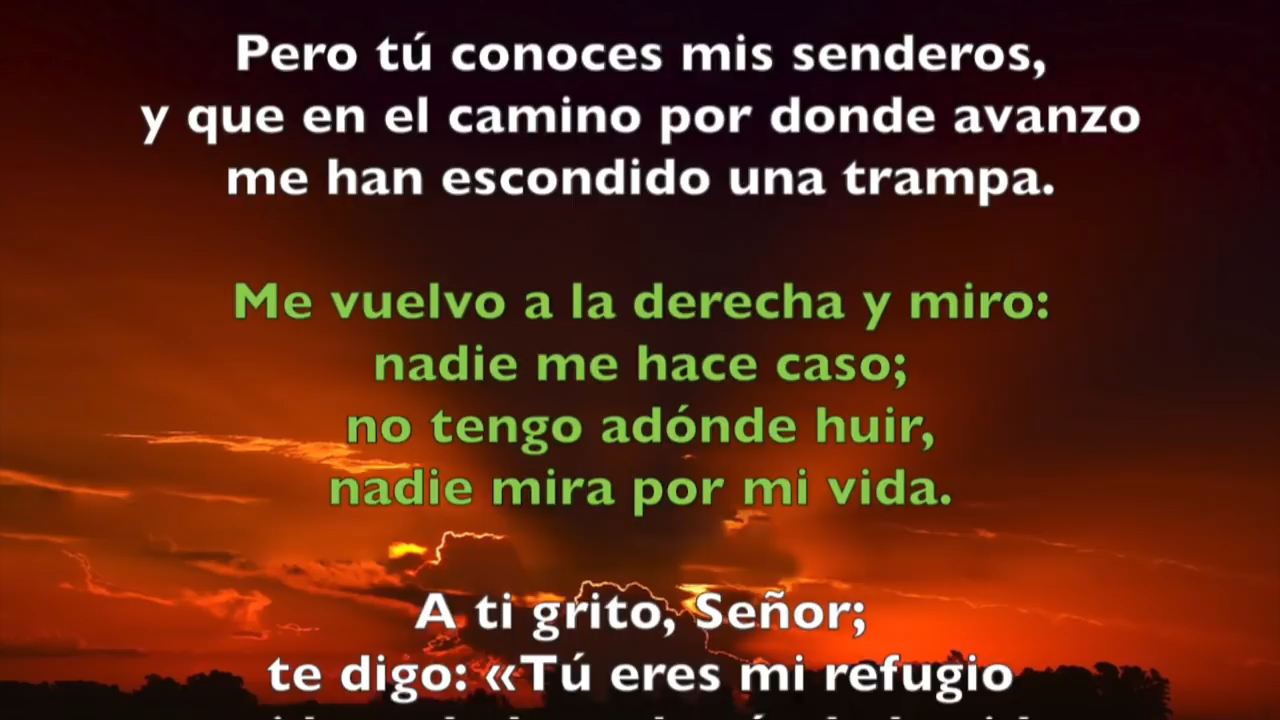 Pero tú conoces mis senderos,
y que en el camino por donde avanzo
me han escondido una trampa.
Me vuelvo a la derecha y miro:
nadie me hace caso;
no tengo adónde huir,
nadie mira por mi vida.
A ti grito, Señor;
te digo: «Tú eres mi refugio